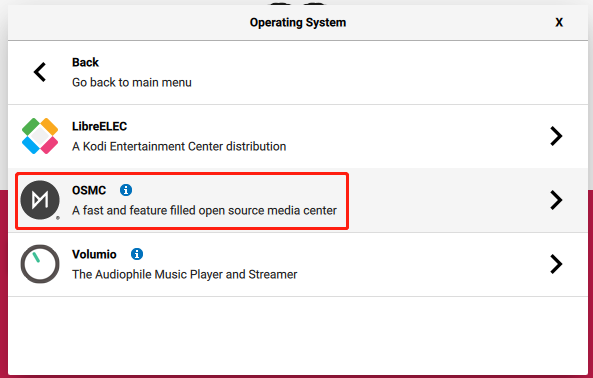 Operating System X
Back
Go back to main menu
LibreELEC
A Kodi Entertainment Center distribution
OSMC
A fast and feature filled open source media center
Volumio
The Audiophile Music Player and Streamer